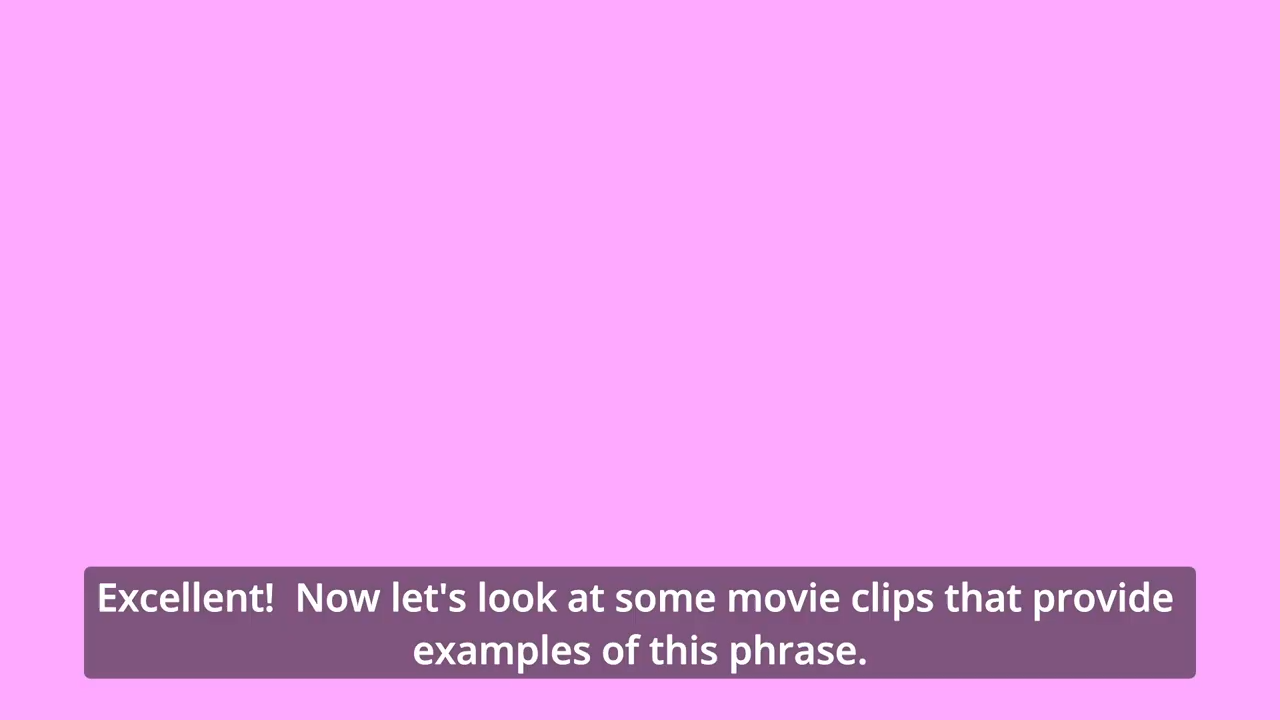 Excellent!  Now let's look at some movie clips that provide
examples of this phrase.